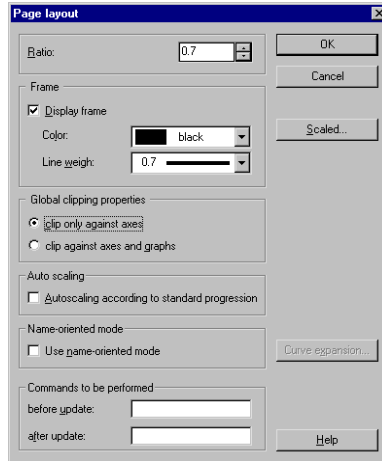 Page layout
Ratio: 0.7
OK
Cancel
Frame
Display frame
Color: black
Scaled...
Line weigh: 0.7
Global clipping properties
clip only against axes
clip against axes and graphs
Auto scaling
Autoscaling according to standard progression
Name-oriented mode
Use name-oriented mode
Curve expansion...
Commands to be performed
before update:
after update:
Help